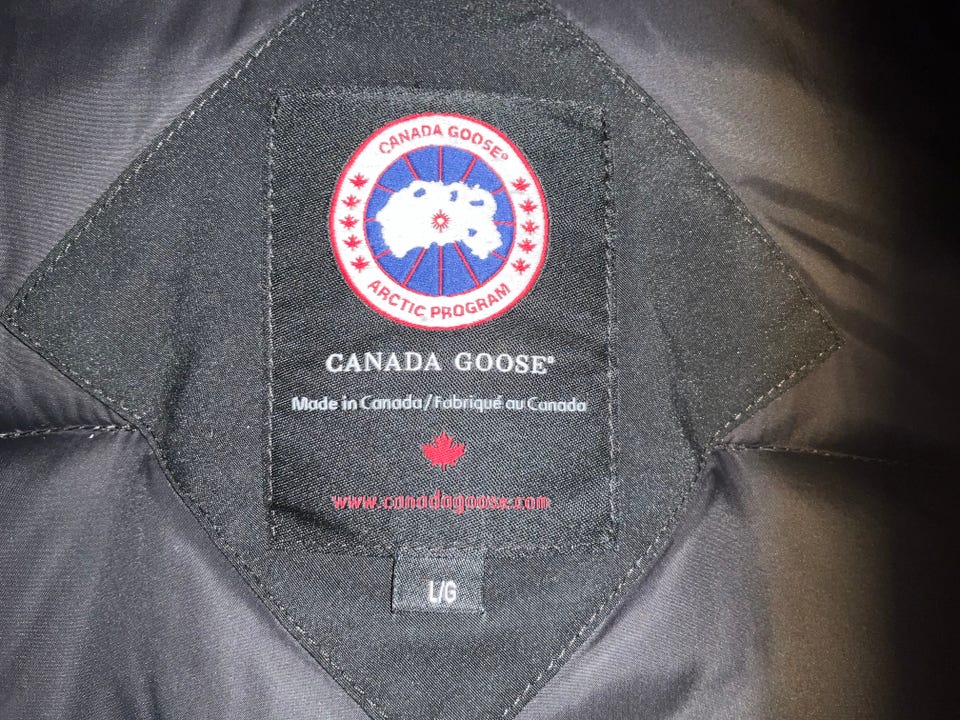 CANADA GOOSE®
ARCTIC PROGRAM
CANADA GOOSE®
Made in Canada/Fabriqué au Canada
www.canadagoose.com
L/G